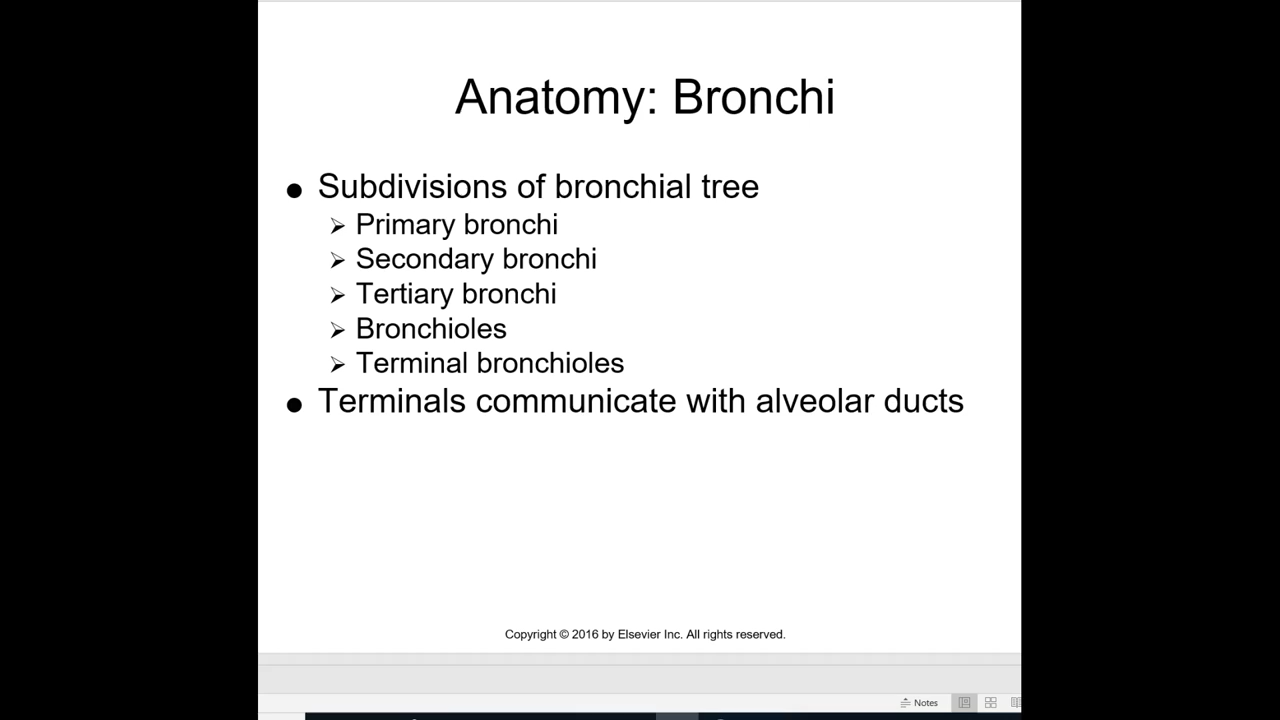 Anatomy: Bronchi
● Subdivisions of bronchial tree
➢ Primary bronchi
➢ Secondary bronchi
➢ Tertiary bronchi
➢ Bronchioles
➢ Terminal bronchioles
● Terminals communicate with alveolar ducts
Copyright © 2016 by Elsevier Inc. All rights reserved.
Notes